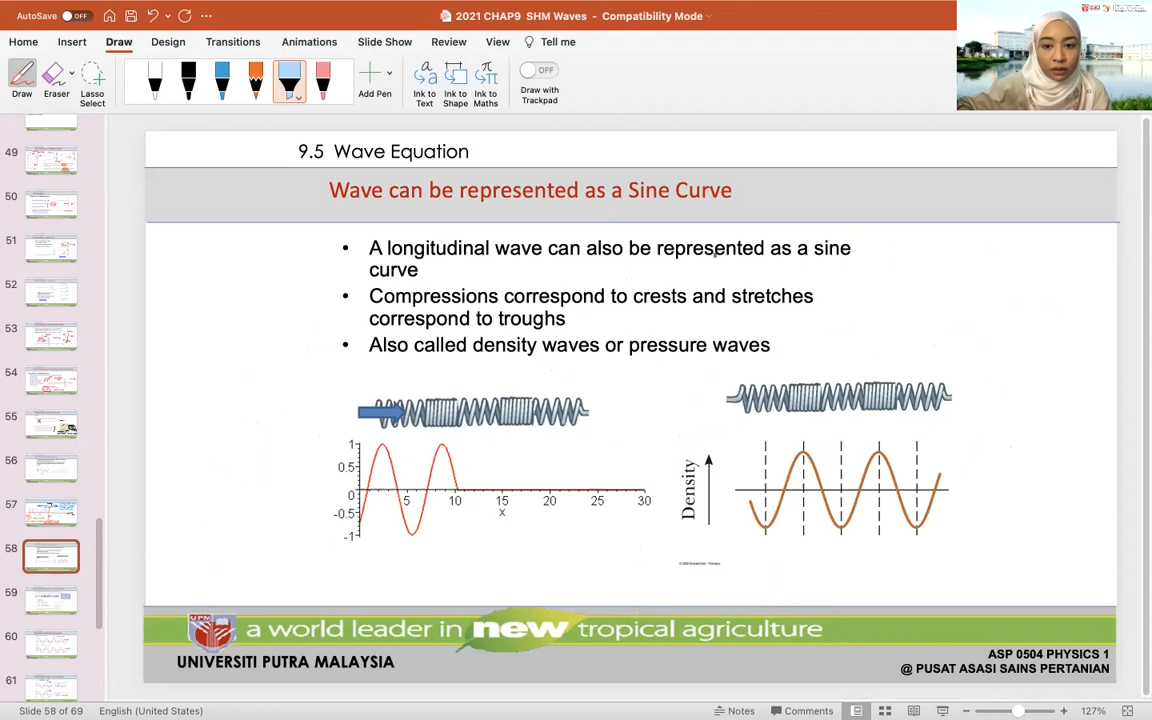 AutoSave OFF
2021 CHAP9 SHM Waves - Compatibility Mode
Home Insert Draw Design Transitions Animations Slide Show Review View Tell me
Draw Eraser Lasso Select Add Pen Ink to Text Ink to Shape Ink to Maths OFF Draw with Trackpad
49
50
51
52
53
54
55
56
57
58
59
60
61
9.5 Wave Equation
Wave can be represented as a Sine Curve
• A longitudinal wave can also be represented as a sine
curve
• Compressions correspond to crests and stretches
correspond to troughs
• Also called density waves or pressure waves
1
0.5
0
-0.5
-1
5 10 15 20 25 30
x
Density
UPM
a world leader in new tropical agriculture
UNIVERSITI PUTRA MALAYSIA
ASP 0504 PHYSICS 1
@ PUSAT ASASI SAINS PERTANIAN
Slide 58 of 69 English (United States) Notes Comments 127%